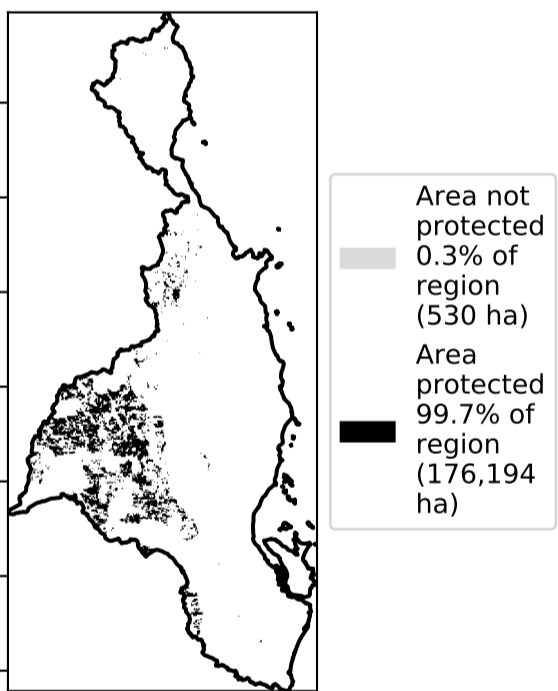 Area not
protected
0.3% of
region
(530 ha)
Area
protected
99.7% of
region
(176,194
ha)